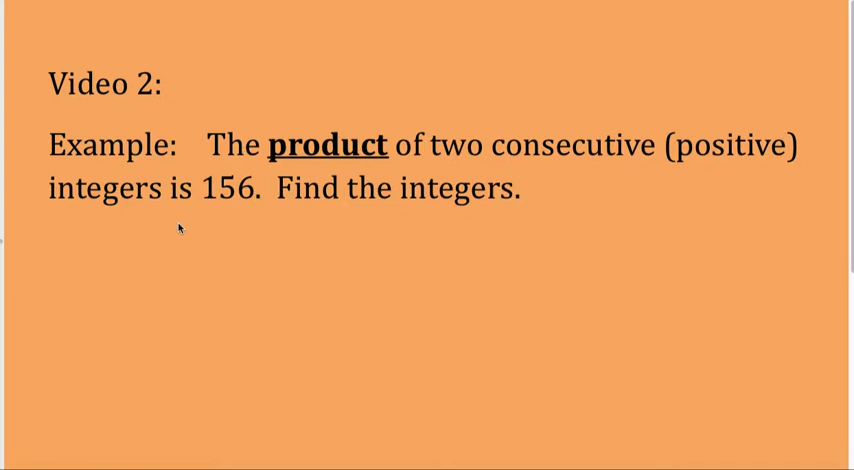 Video 2:
Example: The product of two consecutive (positive)
integers is 156. Find the integers.